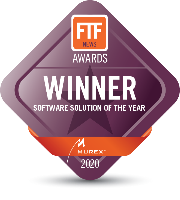 FTF
NEWS
AWARDS
WINNER
SOFTWARE SOLUTION OF THE YEAR
MUREX
2020